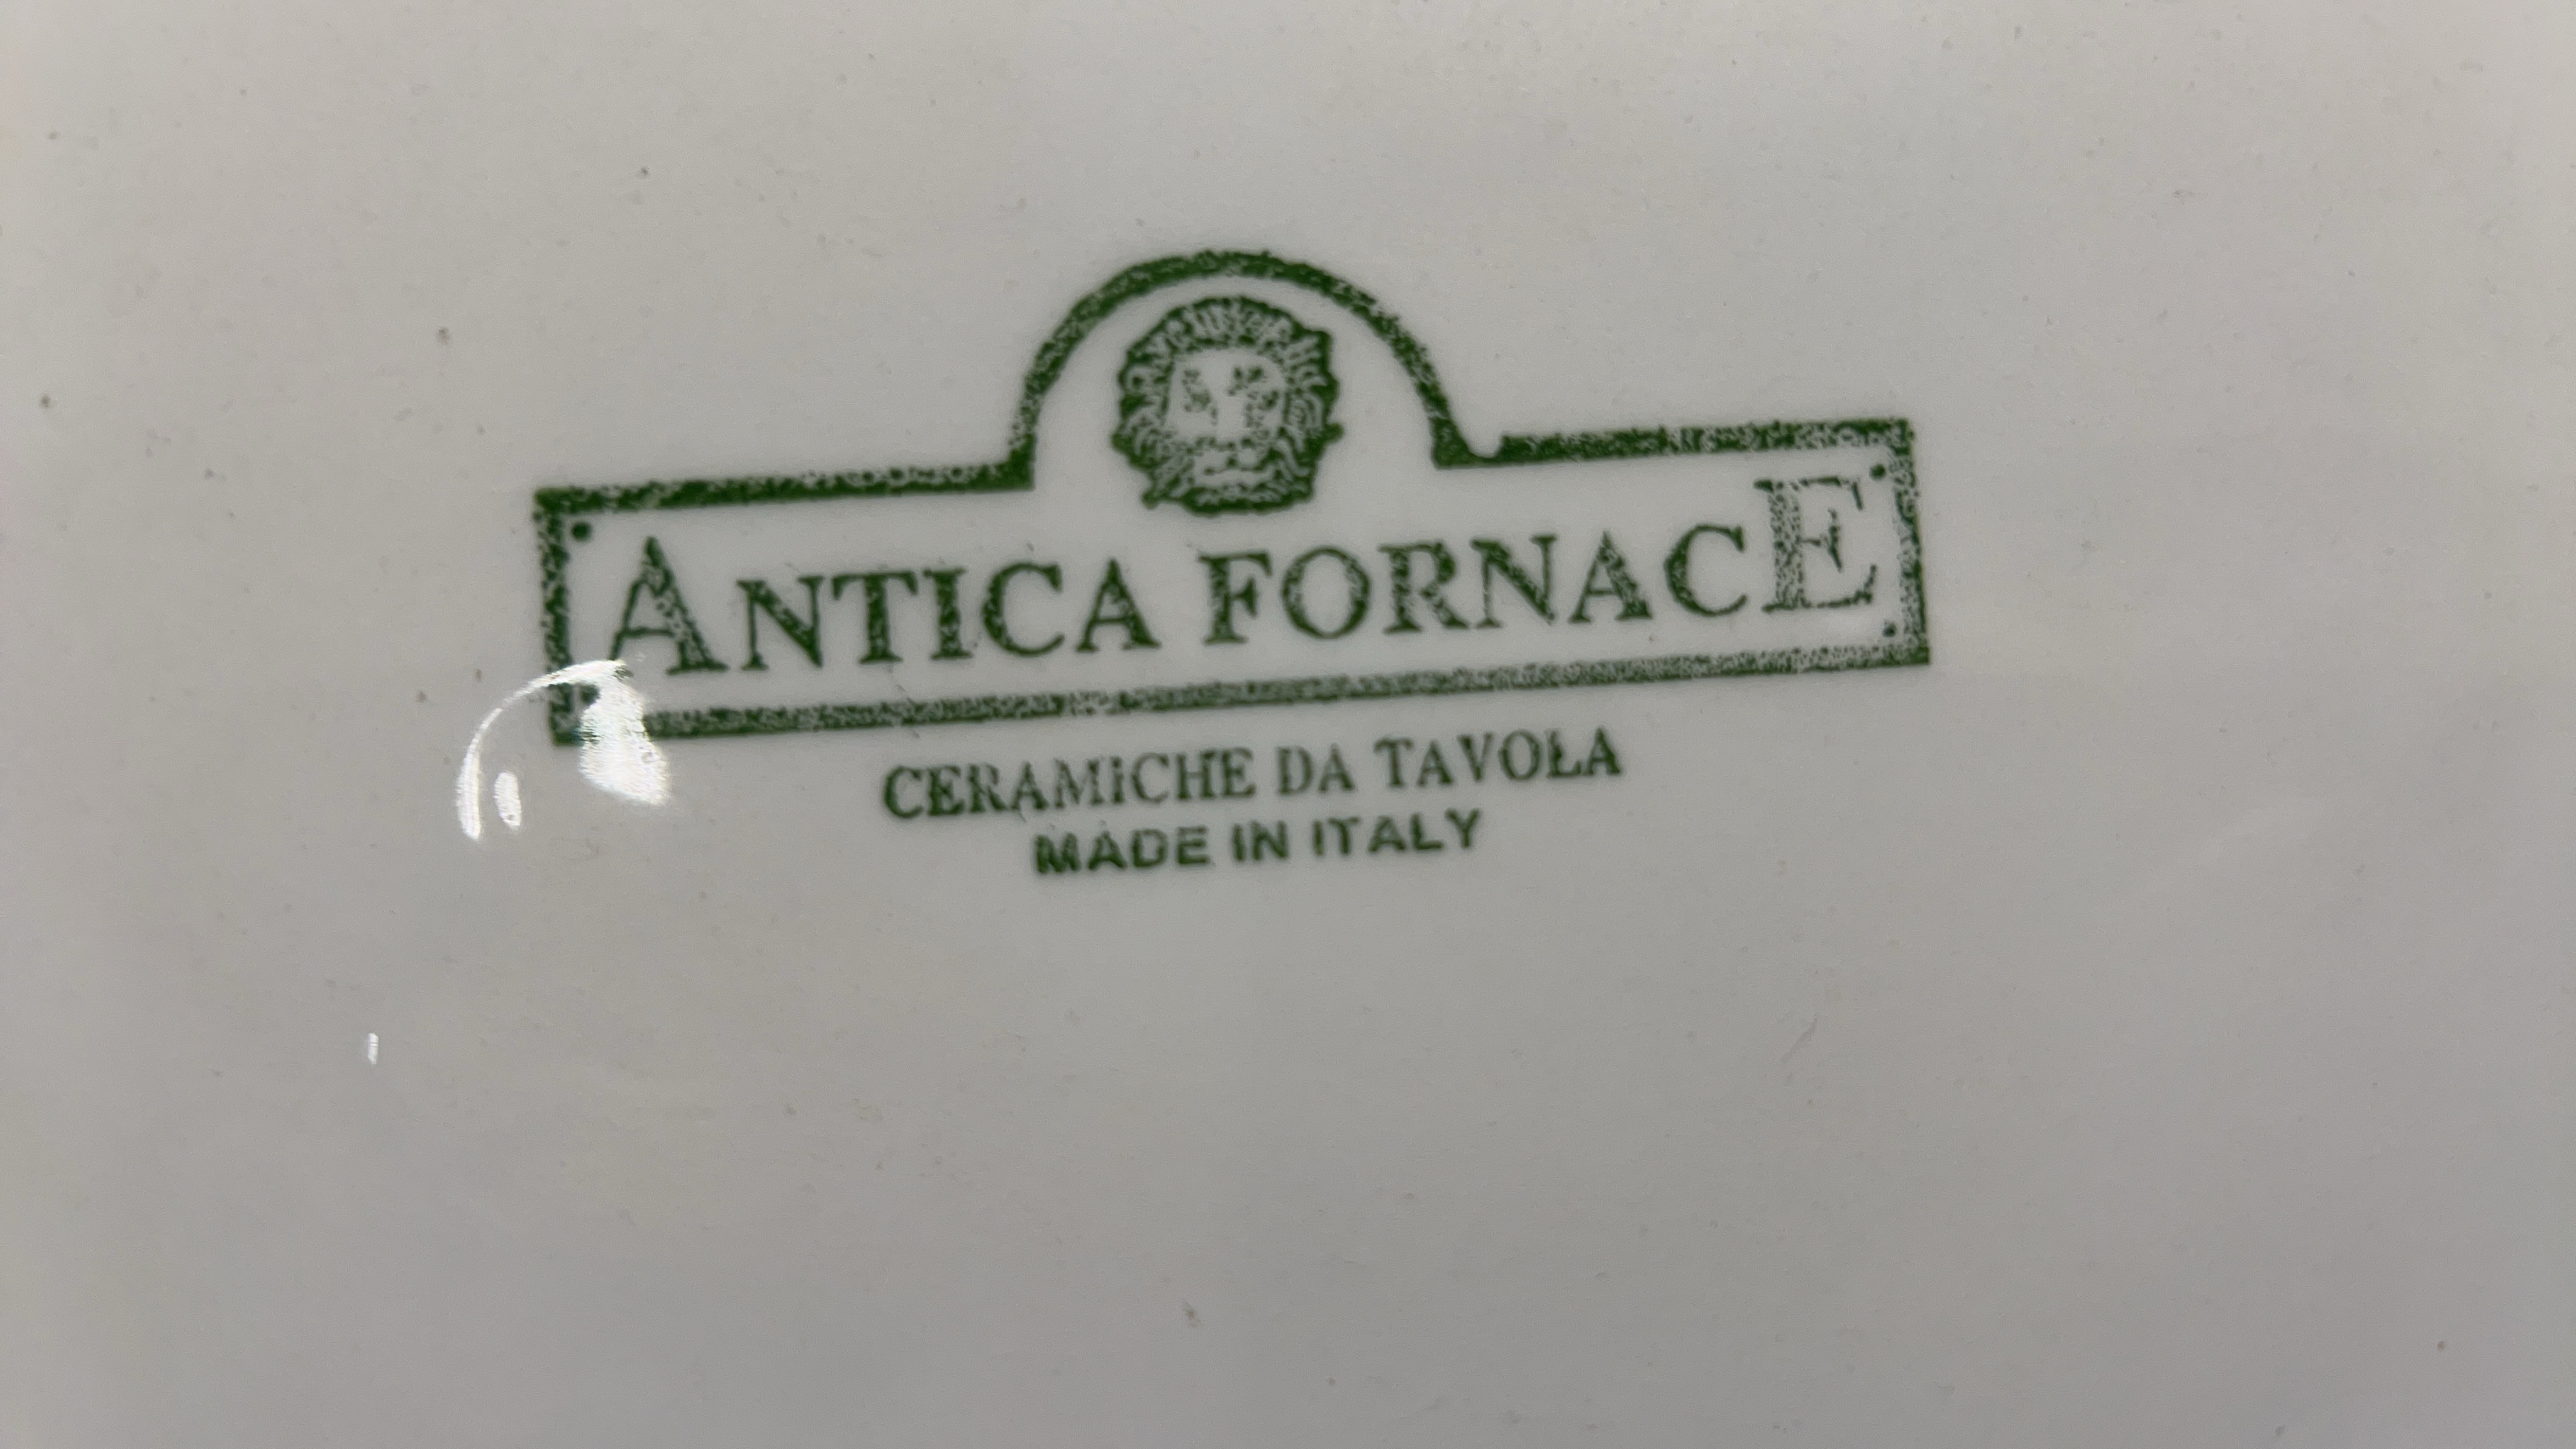 ANTICA FORNACE
CERAMICHE DA TAVOLA
MADE IN ITALY